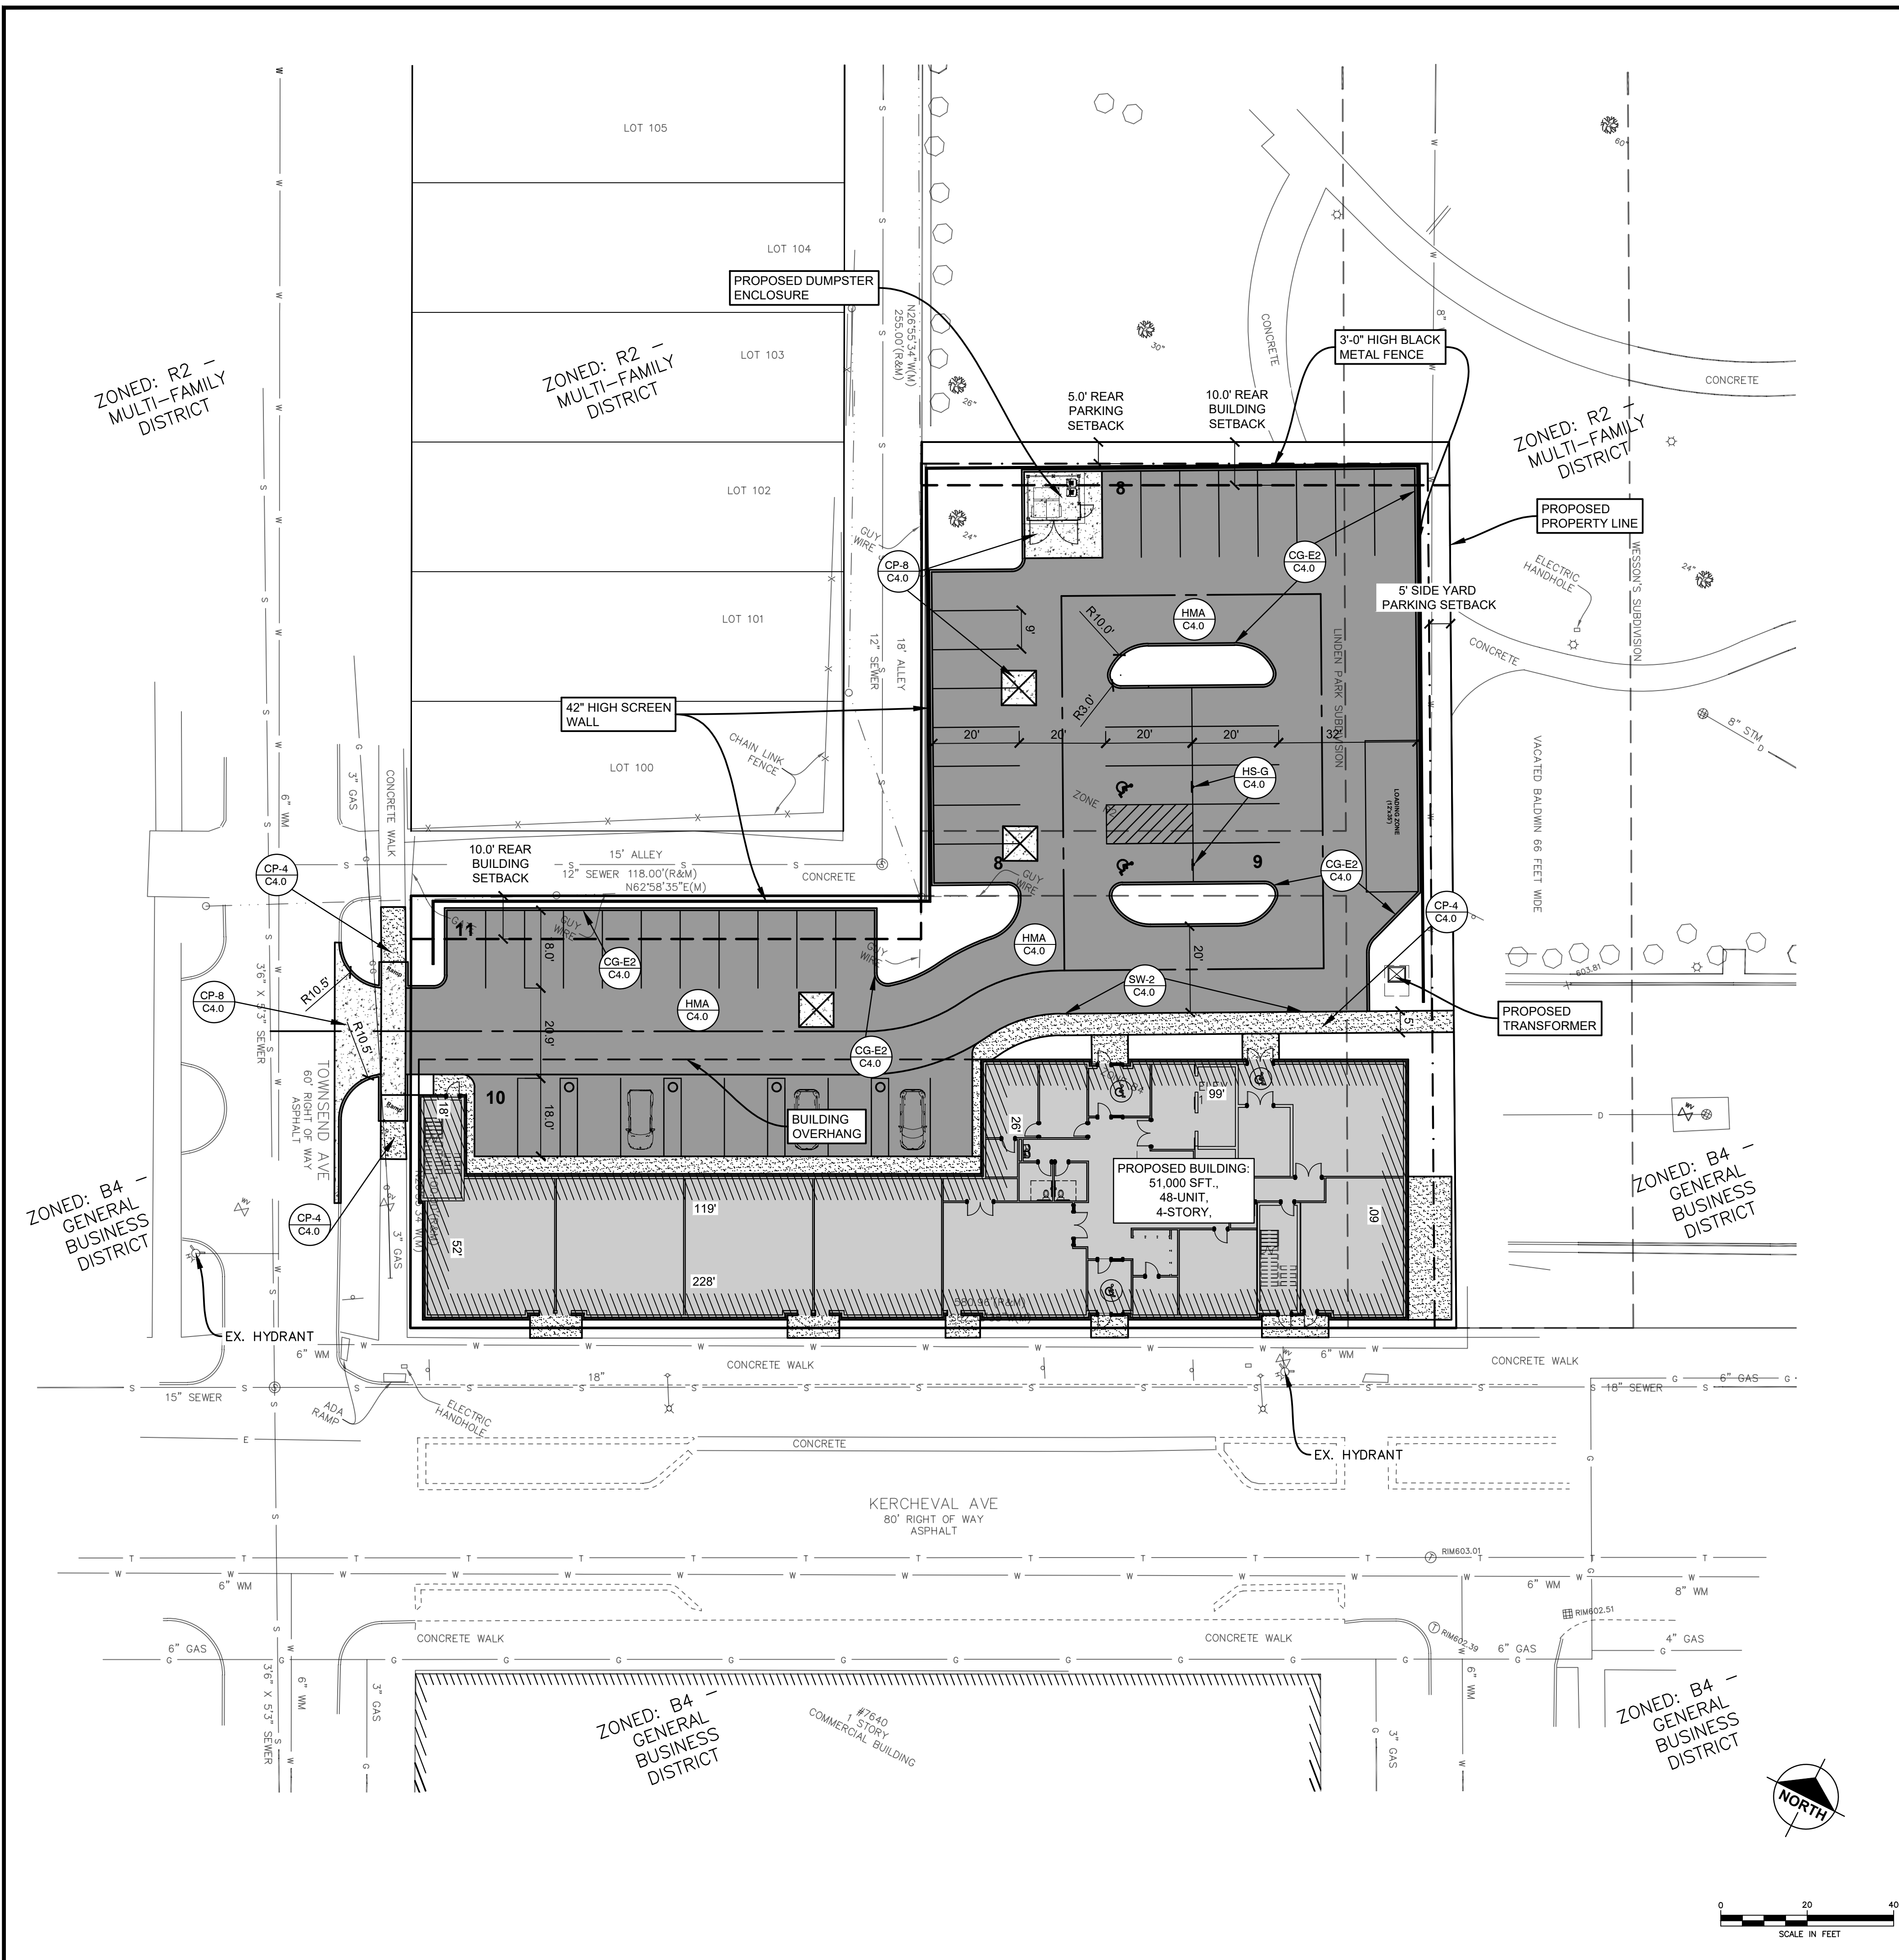 LOT 105
LOT 104
PROPOSED DUMPSTER
ENCLOSURE
N26°55'34"W(M)
255.00'(R&M)
LOT 103
ZONED: R2 –
MULTI–FAMILY
DISTRICT
ZONED: R2 –
MULTI–FAMILY
DISTRICT
60"
30"
26"
24"
24"
CONCRETE
3'-0" HIGH BLACK
METAL FENCE
CONCRETE
5.0' REAR
PARKING
SETBACK
10.0' REAR
BUILDING
SETBACK
ZONED: R2 –
MULTI–FAMILY
DISTRICT
LOT 102
8
PROPOSED
PROPERTY LINE
GUY
WIRE
CP-8
C4.0
CG-E2
C4.0
ELECTRIC
HANDHOLE
WESSON'S SUBDIVISION
5' SIDE YARD
PARKING SETBACK
LOT 101
12" SEWER
18' ALLEY
9'
R10.0'
HMA
C4.0
LINDEN PARK SUBDIVISION
CONCRETE
R3.0'
42" HIGH SCREEN
WALL
CHAIN LINK
FENCE
LOT 100
20'
20'
20'
20'
32'
8" STM
VACATED BALDWIN 66 FEET WIDE
HS-G
C4.0
LOADING ZONE
(12'x35')
3" GAS
CONCRETE WALK
6" WM
10.0' REAR
BUILDING
SETBACK
15' ALLEY
12" SEWER
118.00'(R&M)
N62°58'35"E(M)
CONCRETE
CP-4
C4.0
8
9
CG-E2
C4.0
GUY
WIRE
CP-4
C4.0
11
8.0'
GUY
WIRE
CG-E2
C4.0
GUY
WIRE
HMA
C4.0
20'
603.81
Ramp
R10.5'
3'6" X 5'3" SEWER
CP-8
C4.0
HMA
C4.0
SW-2
C4.0
PROPOSED
TRANSFORMER
5'
R10.5'
20.9'
CG-E2
C4.0
TOWNSEND AVE
60' RIGHT OF WAY
ASPHALT
Ramp
10
18'
18.0'
BUILDING
OVERHANG
26'
99'
PROPOSED BUILDING:
51,000 SFT.,
48-UNIT,
4-STORY,
ZONED: B4 –
GENERAL
BUSINESS
DISTRICT
ZONED: B4 –
GENERAL
BUSINESS
DISTRICT
CP-4
C4.0
3" GAS
119'
60'
52'
228'
EX. HYDRANT
6" WM
CONCRETE WALK
6" WM
CONCRETE WALK
15" SEWER
18"
18" SEWER
6" GAS
ADA
RAMP
ELECTRIC
HANDHOLE
CONCRETE
EX. HYDRANT
KERCHEVAL AVE
80' RIGHT OF WAY
ASPHALT
RIM603.01
6" WM
6" WM
8" WM
RIM602.51
6" GAS
CONCRETE WALK
CONCRETE WALK
RIM602.39
6" GAS
4" GAS
3'6" X 5'3" SEWER
6" WM
3" GAS
6" WM
3" GAS
ZONED: B4 –
GENERAL
BUSINESS
DISTRICT
#7640
1 STORY
COMMERCIAL BUILDING
ZONED: B4 –
GENERAL
BUSINESS
DISTRICT
NORTH
0 20 40
SCALE IN FEET